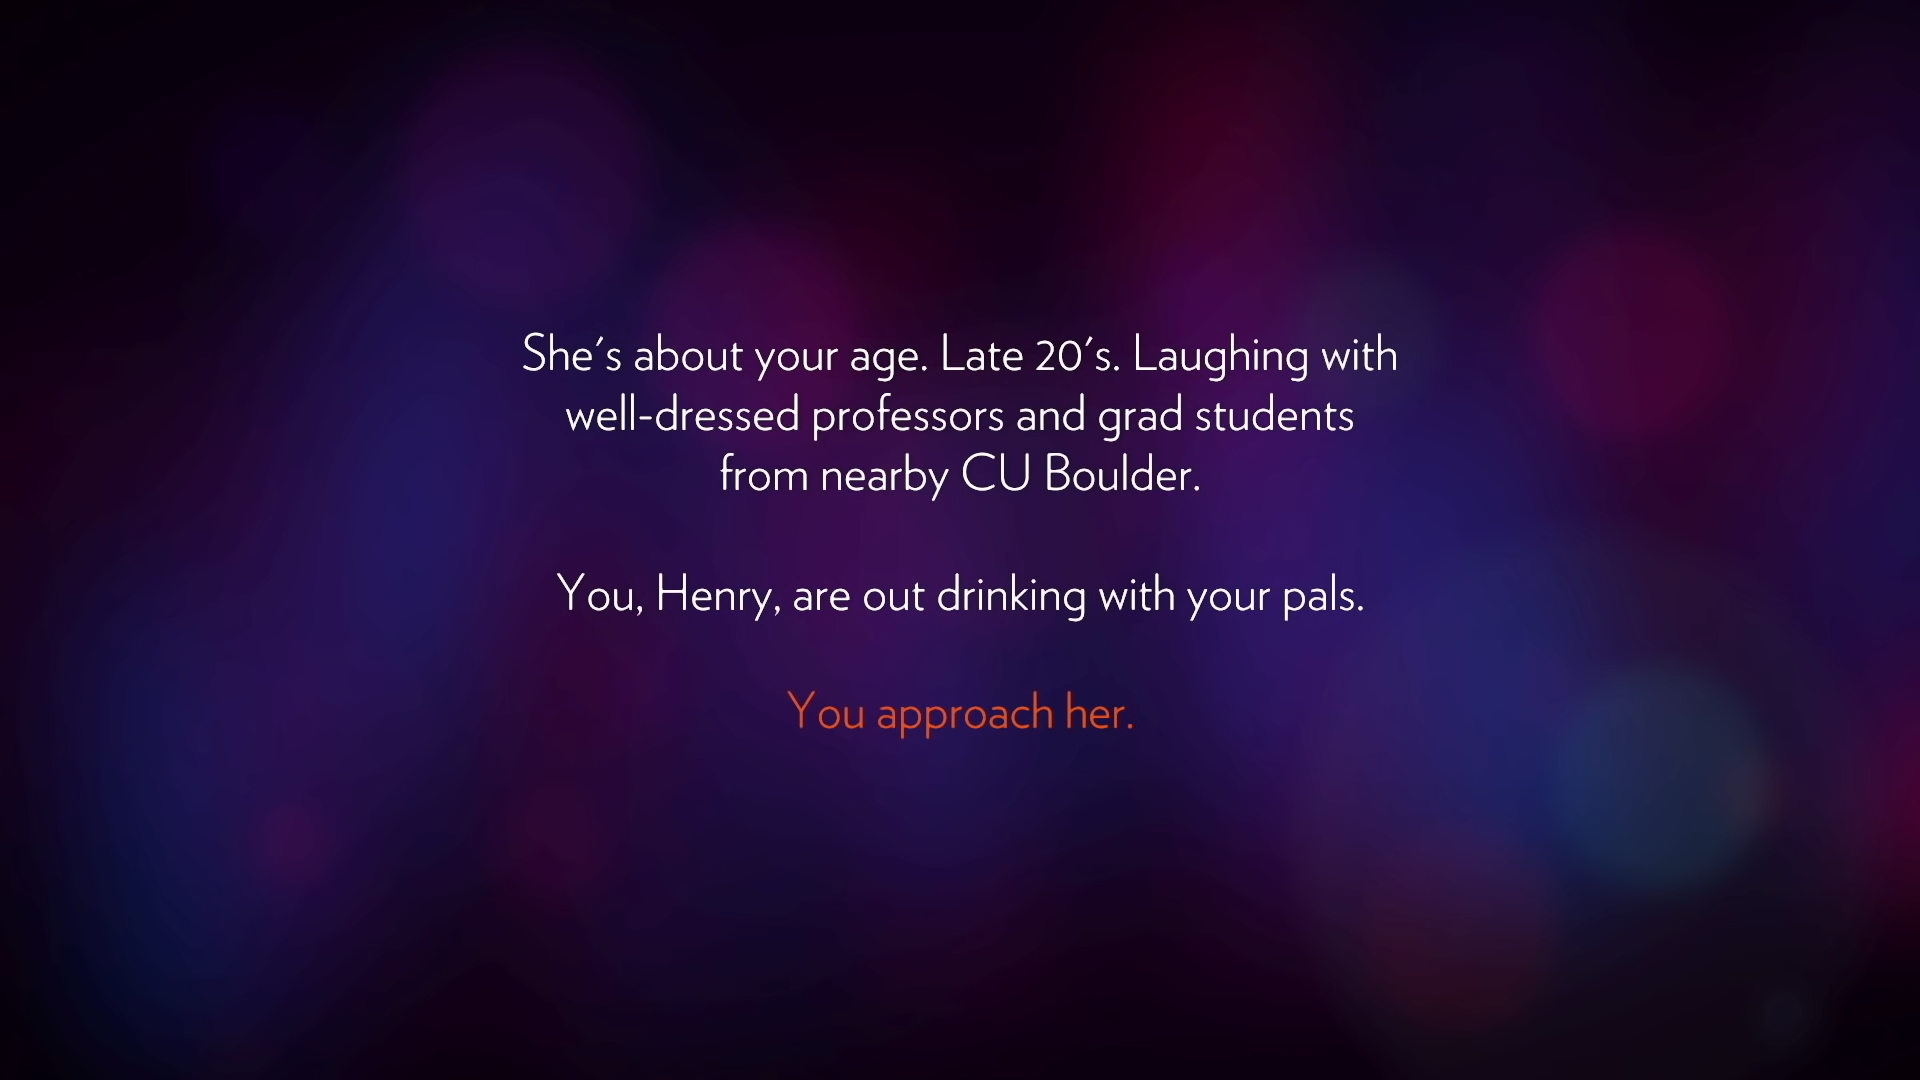 She's about your age. Late 20's. Laughing with
well-dressed professors and grad students
from nearby CU Boulder.
You, Henry, are out drinking with your pals.
You approach her.